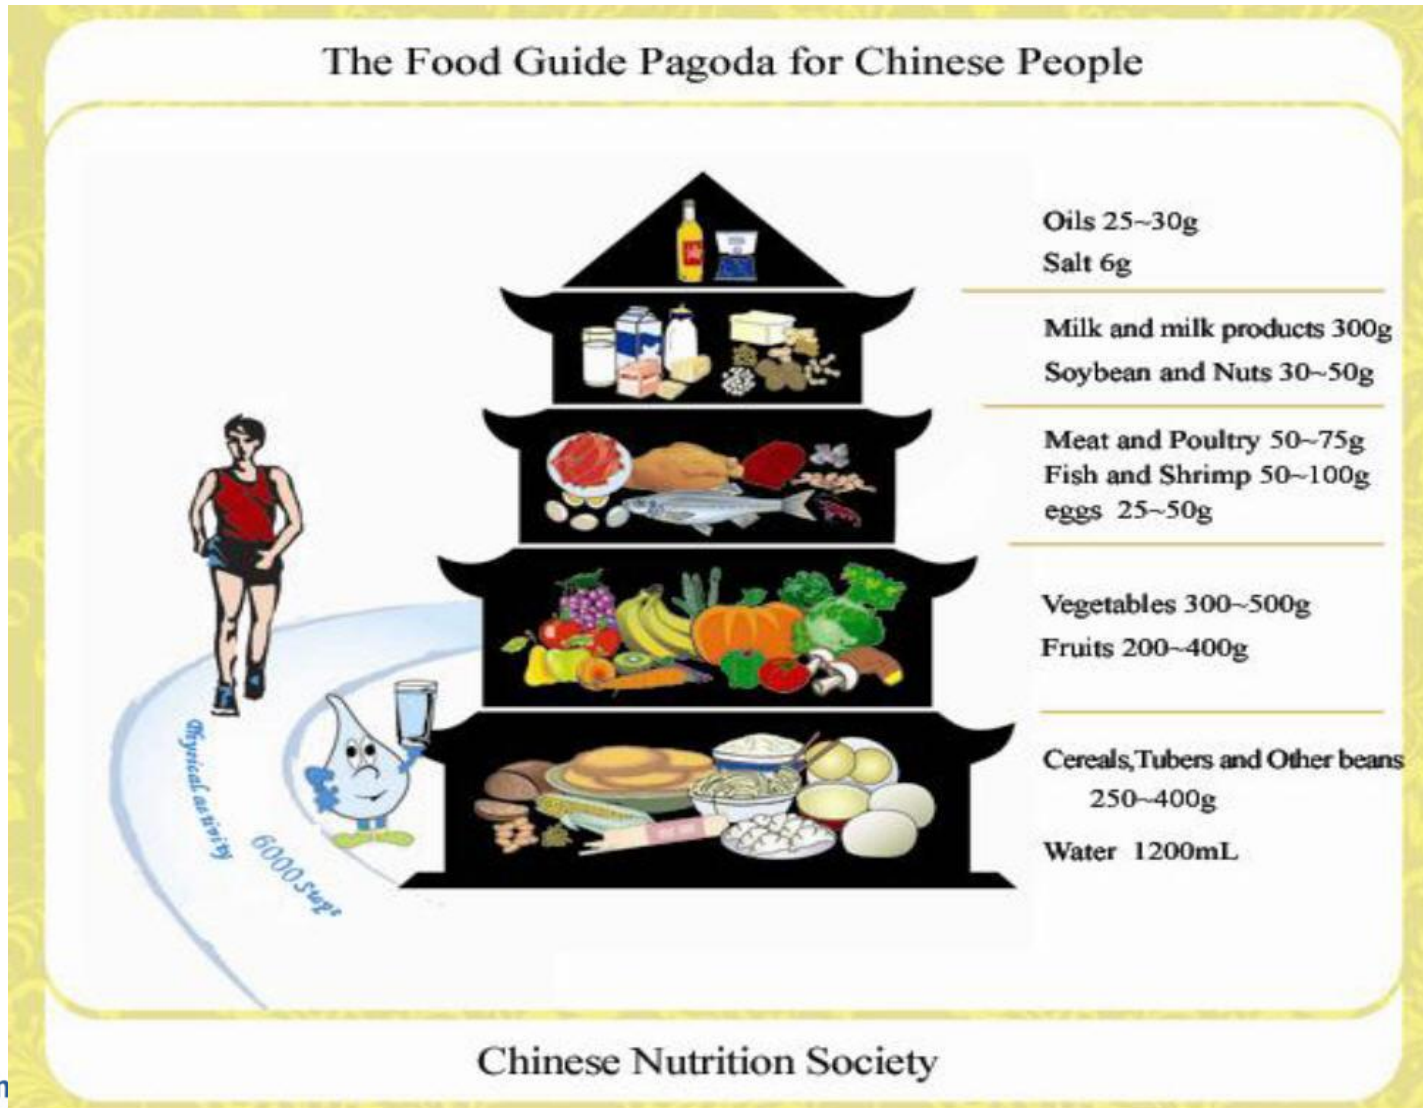 The Food Guide Pagoda for Chinese People
Oils 25~30g
Salt 6g
Milk and milk products 300g
Soybean and Nuts 30~50g
Meat and Poultry 50~75g
Fish and Shrimp 50~100g
eggs 25~50g
Vegetables 300~500g
Fruits 200~400g
Cereals,Tubers and Other beans
250~400g
Water 1200mL
activity
6000 Steps
Chinese Nutrition Society